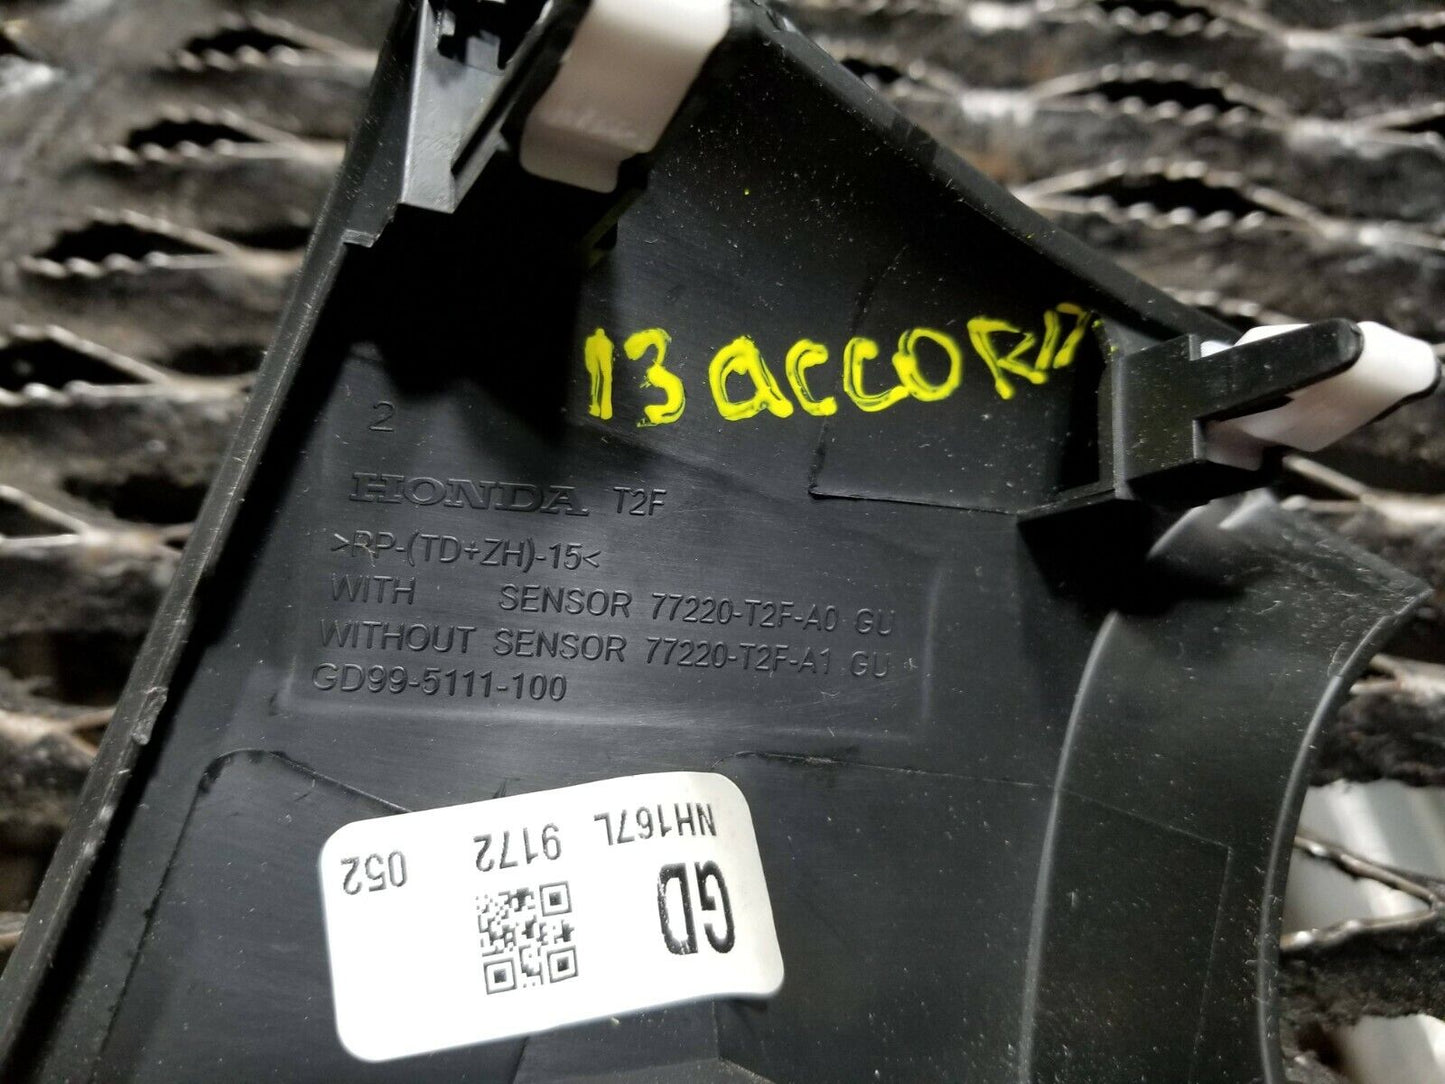 13 accoRD
2
HONDA T2F
>PP-(TD+ZH)-15<
WITH SENSOR 77220-T2F-A0 GU
WITHOUT SENSOR 77220-T2F-A1 GU
GD99-5111-100
GD
NH167L
9172
052